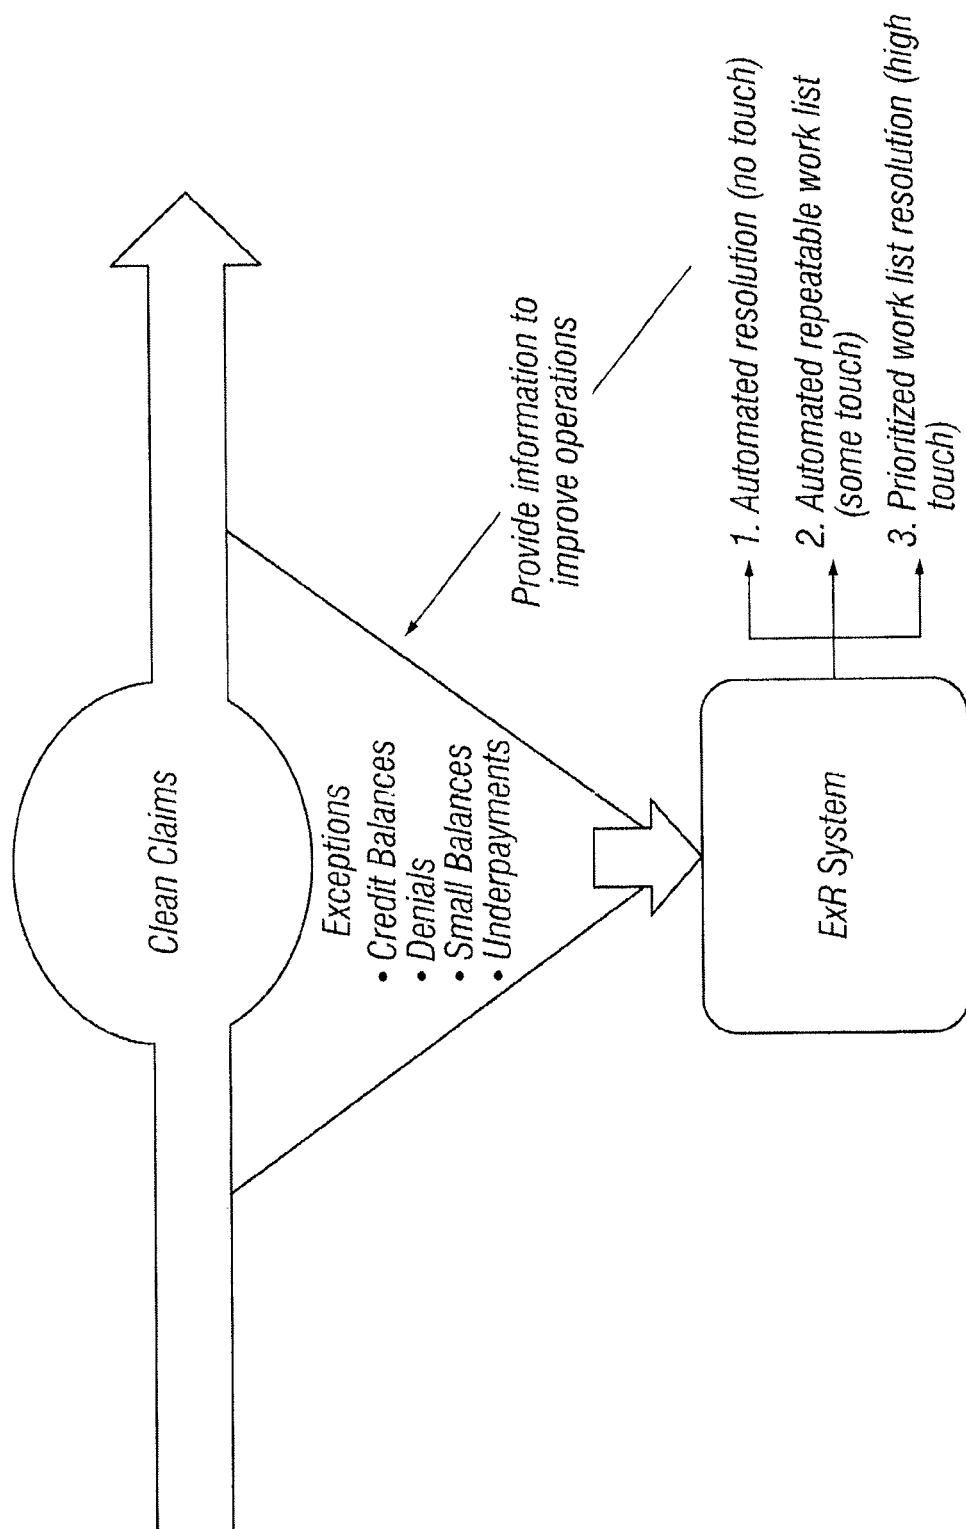 Clean Claims
Exceptions
• Credit Balances
• Denials
• Small Balances
• Underpayments
Provide information to
improve operations
ExR System
1. Automated resolution (no touch)
2. Automated repeatable work list
(some touch)
3. Prioritized work list resolution (high
touch)